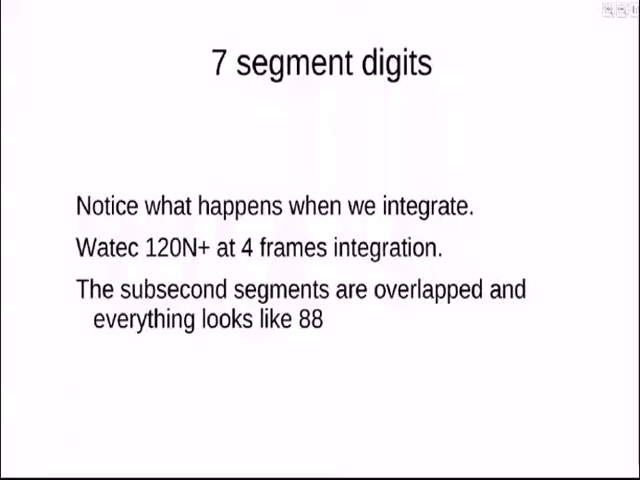 7 segment digits
Notice what happens when we integrate.
Watec 120N+ at 4 frames integration.
The subsecond segments are overlapped and
everything looks like 88